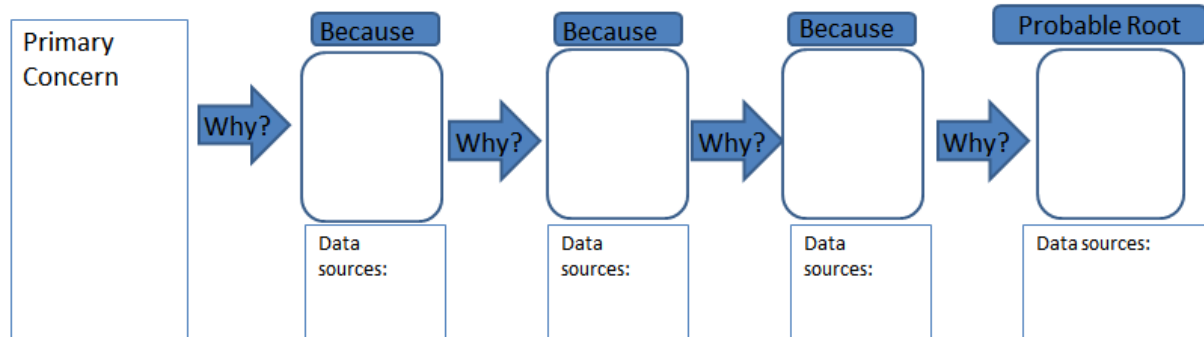 Primary
Concern
Why?
Because
Data
sources:
Why?
Because
Data
sources:
Why?
Because
Data
sources:
Why?
Probable Root
Data sources: